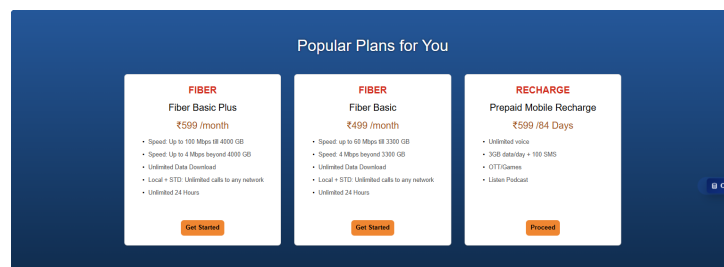 Popular Plans for You
FIBER
Fiber Basic Plus
₹599 /month
• Speed: Up to 100 Mbps till 4000 GB
• Speed: Up to 4 Mbps beyond 4000 GB
• Unlimited Data Download
• Local + STD: Unlimited calls to any network
• Unlimited 24 Hours
Get Started
FIBER
Fiber Basic
₹499 /month
• Speed: up to 60 Mbps till 3300 GB
• Speed: 4 Mbps beyond 3300 GB
• Unlimited Data Download
• Local + STD: Unlimited calls to any network
• Unlimited 24 Hours
Get Started
RECHARGE
Prepaid Mobile Recharge
₹599 /84 Days
• Unlimited voice
• 3GB data/day + 100 SMS
• OTT/Games
• Listen Podcast
Proceed